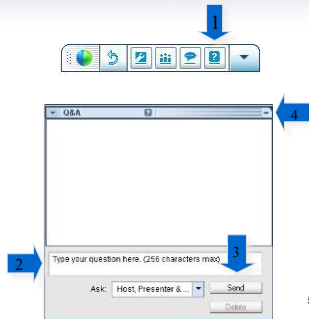 1
?
Q&A
4
Type your question here. (256 characters max)
2
3
Ask: Host, Presenter & ... Send
Delete